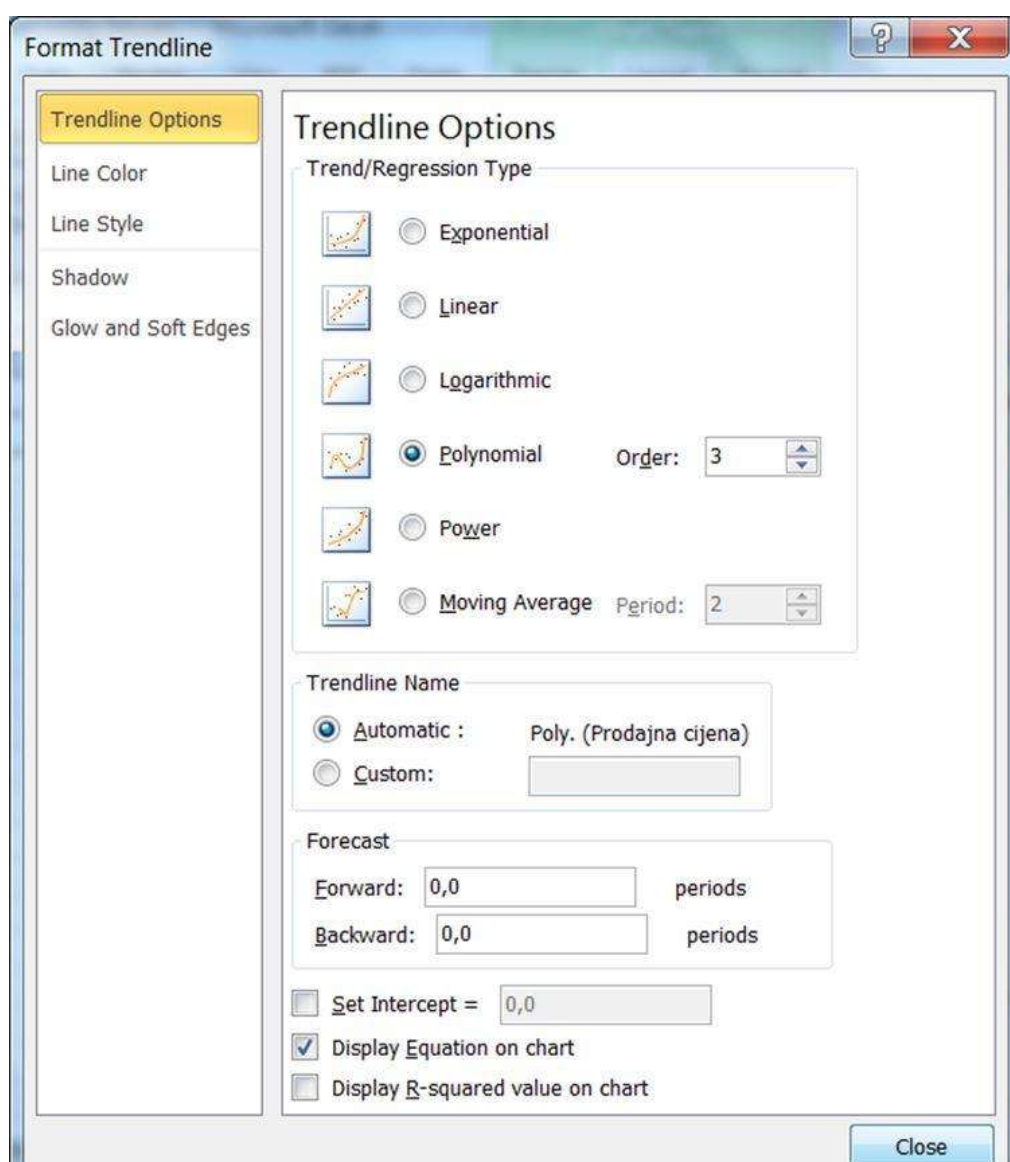 Format Trendline
Trendline Options
Line Color
Line Style
Shadow
Glow and Soft Edges
Trendline Options
Trend/Regression Type
Exponential
Linear
Logarithmic
Polynomial Order: 3
Power
Moving Average Period: 2
Trendline Name
Automatic : Poly. (Prodajna cijena)
Custom:
Forecast
Forward: 0,0 periods
Backward: 0,0 periods
Set Intercept = 0,0
Display Equation on chart
Display R-squared value on chart
Close